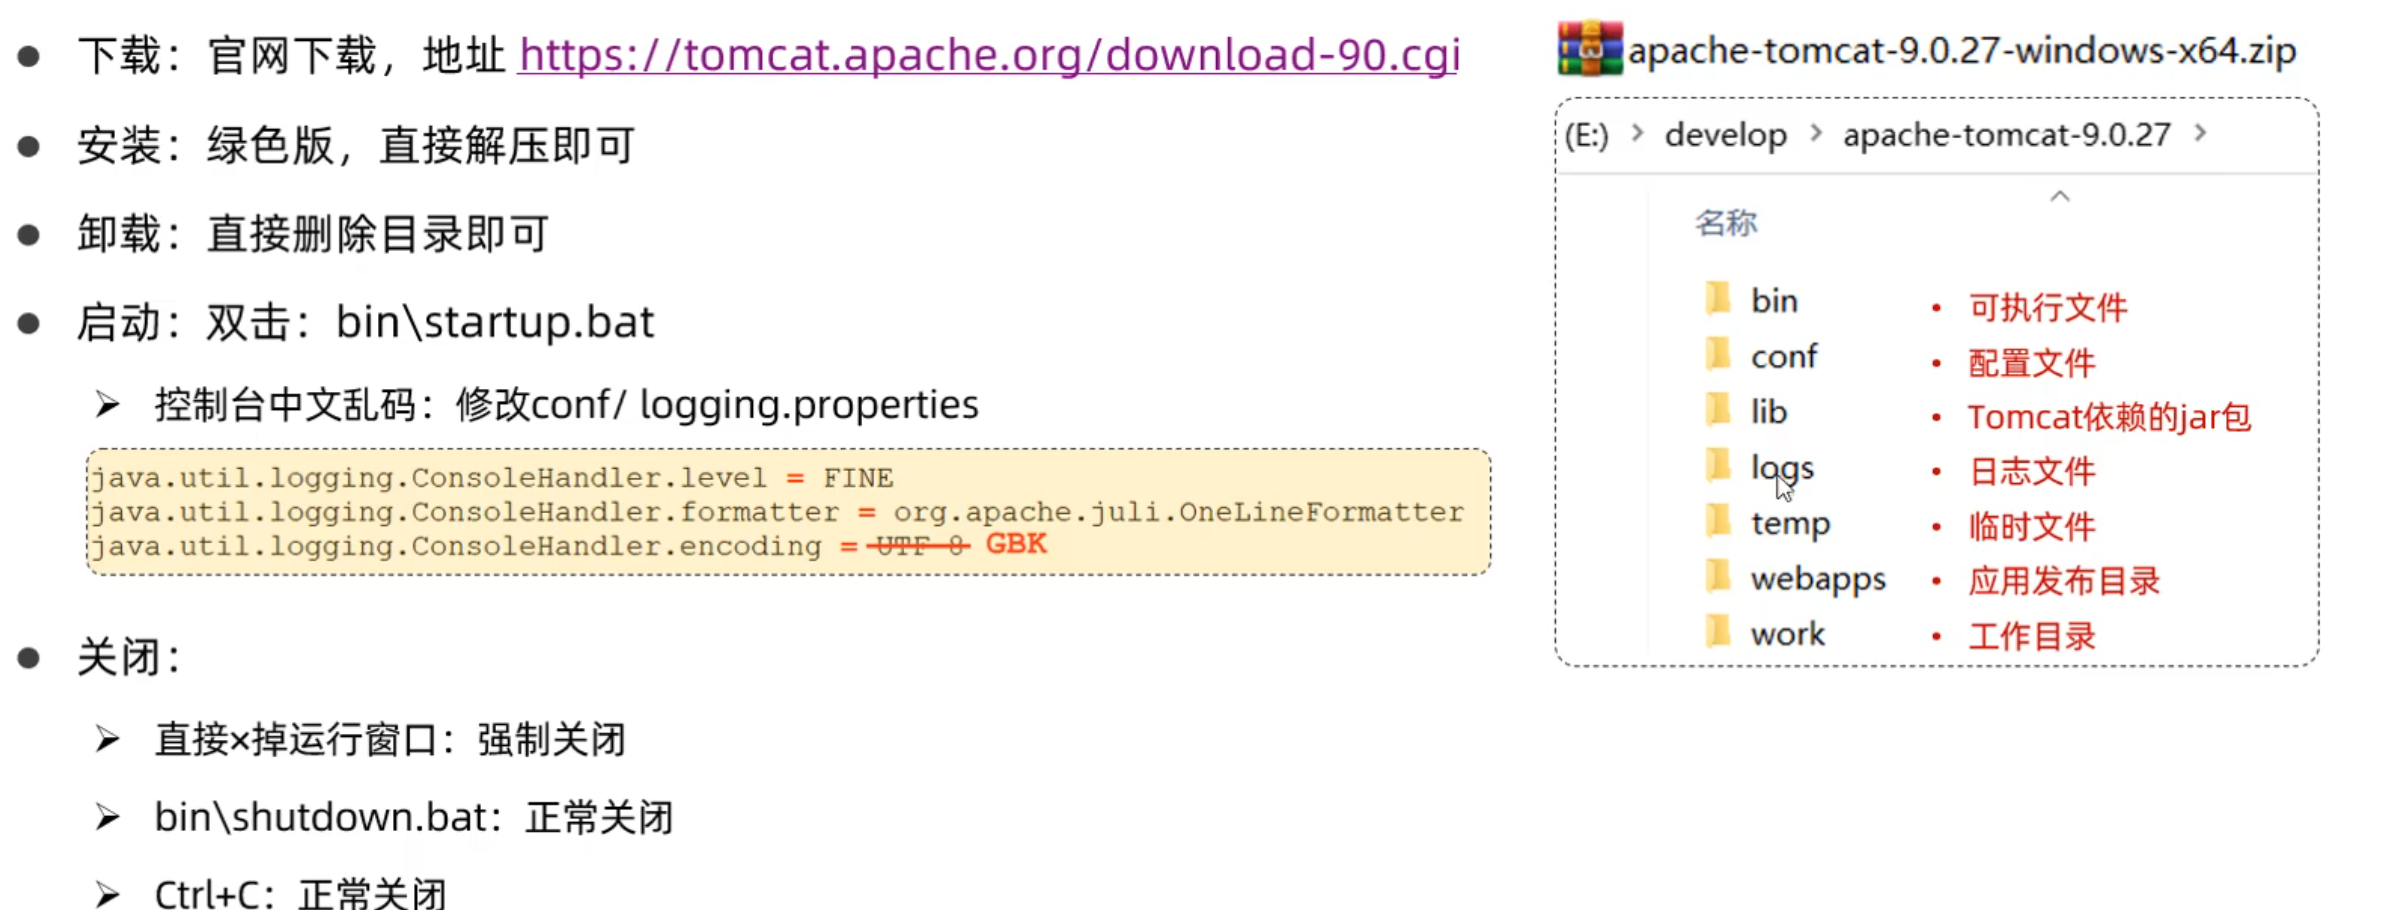 ● 下载：官网下载，地址 https://tomcat.apache.org/download-90.cgi
● 安装：绿色版，直接解压即可
● 卸载：直接删除目录即可
● 启动：双击：bin\startup.bat
➢ 控制台中文乱码：修改conf/ logging.properties
java.util.logging.ConsoleHandler.level = FINE
java.util.logging.ConsoleHandler.formatter = org.apache.juli.OneLineFormatter
java.util.logging.ConsoleHandler.encoding = UTF-8 GBK
● 关闭：
➢ 直接×掉运行窗口：强制关闭
➢ bin\shutdown.bat：正常关闭
➢ Ctrl+C：正常关闭
apache-tomcat-9.0.27-windows-x64.zip
(E:) > develop > apache-tomcat-9.0.27 >
名称
bin • 可执行文件
conf • 配置文件
lib • Tomcat依赖的jar包
logs • 日志文件
temp • 临时文件
webapps • 应用发布目录
work • 工作目录